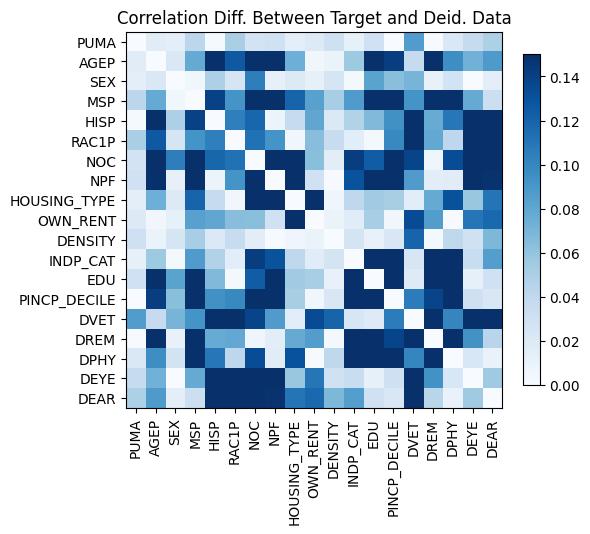 Correlation Diff. Between Target and Deid. Data
PUMA
AGEP
SEX
MSP
HISP
RAC1P
NOC
NPF
HOUSING_TYPE
OWN_RENT
DENSITY
INDP_CAT
EDU
PINCP_DECILE
DVET
DREM
DPHY
DEYE
DEAR
PUMA
AGEP
SEX
MSP
HISP
RAC1P
NOC
NPF
HOUSING_TYPE
OWN_RENT
DENSITY
INDP_CAT
EDU
PINCP_DECILE
DVET
DREM
DPHY
DEYE
DEAR
0.14
0.12
0.10
0.08
0.06
0.04
0.02
0.00